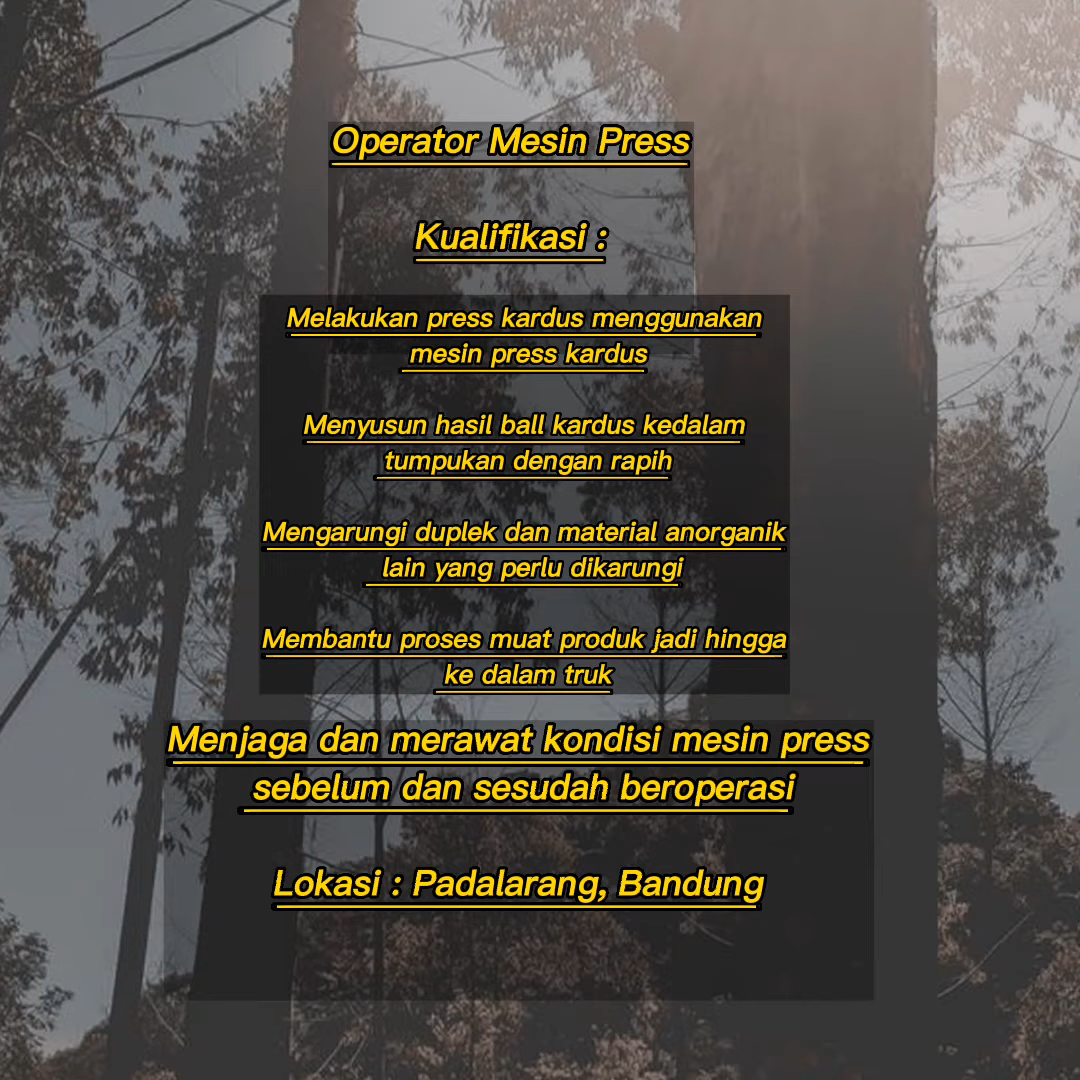 Operator Mesin Press
Kualifikasi :
Melakukan press kardus menggunakan
mesin press kardus
Menyusun hasil ball kardus kedalam
tumpukan dengan rapih
Mengarungi duplek dan material anorganik
lain yang perlu dikarungi
Membantu proses muat produk jadi hingga
ke dalam truk
Menjaga dan merawat kondisi mesin press
sebelum dan sesudah beroperasi
Lokasi : Padalarang, Bandung